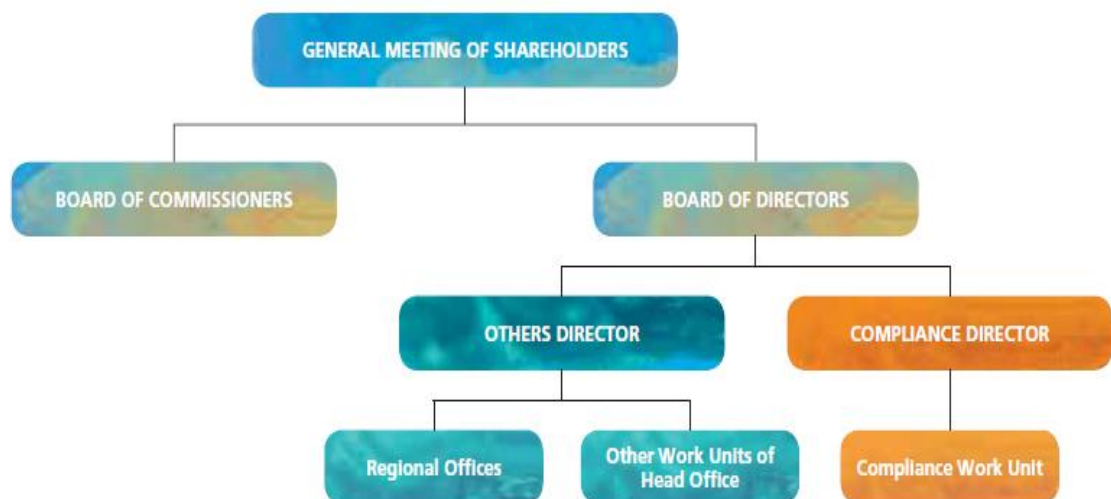 GENERAL MEETING OF SHAREHOLDERS
BOARD OF COMMISSIONERS
BOARD OF DIRECTORS
OTHERS DIRECTOR
COMPLIANCE DIRECTOR
Regional Offices
Other Work Units of
Head Office
Compliance Work Unit